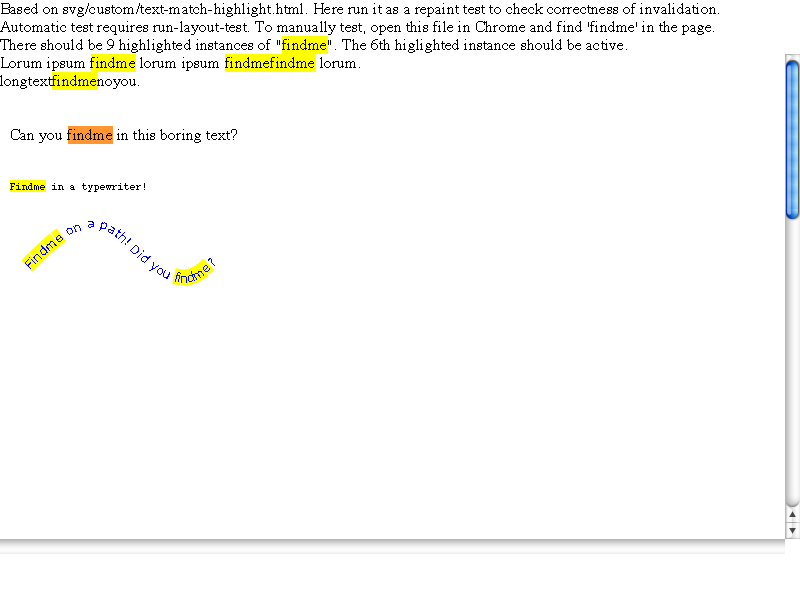 Based on svg/custom/text-match-highlight.html. Here run it as a repaint test to check correctness of invalidation.
Automatic test requires run-layout-test. To manually test, open this file in Chrome and find 'findme' in the page.
There should be 9 highlighted instances of "findme". The 6th higlighted instance should be active.
Lorum ipsum findme lorum ipsum findmefindme lorum.
longtextfindmenoyou.
Can you findme in this boring text?
Findme in a typewriter!
Findme on a path! Did you findme?